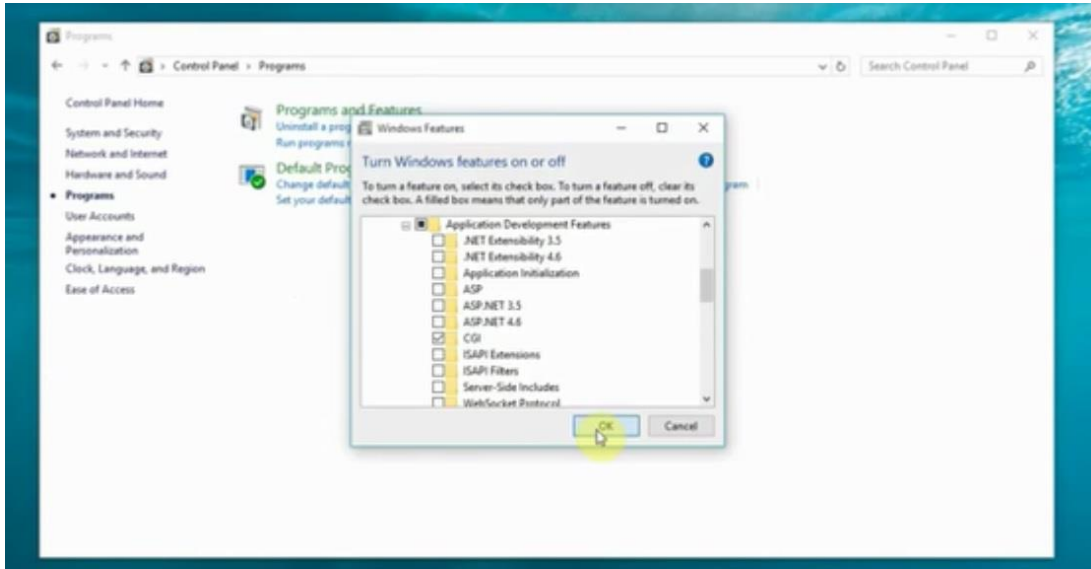 Programs
Control Panel > Programs
Search Control Panel
Control Panel Home
System and Security
Network and Internet
Hardware and Sound
Programs
User Accounts
Appearance and
Personalization
Clock, Language, and Region
Ease of Access
Programs and Features
Uninstall a prog
Run programs
Default Prog
Change default
Set your default
gram
Windows Features
Turn Windows features on or off
To turn a feature on, select its check box. To turn a feature off, clear its
check box. A filled box means that only part of the feature is turned on.
Application Development Features
.NET Extensibility 3.5
.NET Extensibility 4.6
Application Initialization
ASP
ASP.NET 3.5
ASP.NET 4.6
CGI
ISAPI Extensions
ISAPI Filters
Server-Side Includes
WebSocket Protocol
OK
Cancel